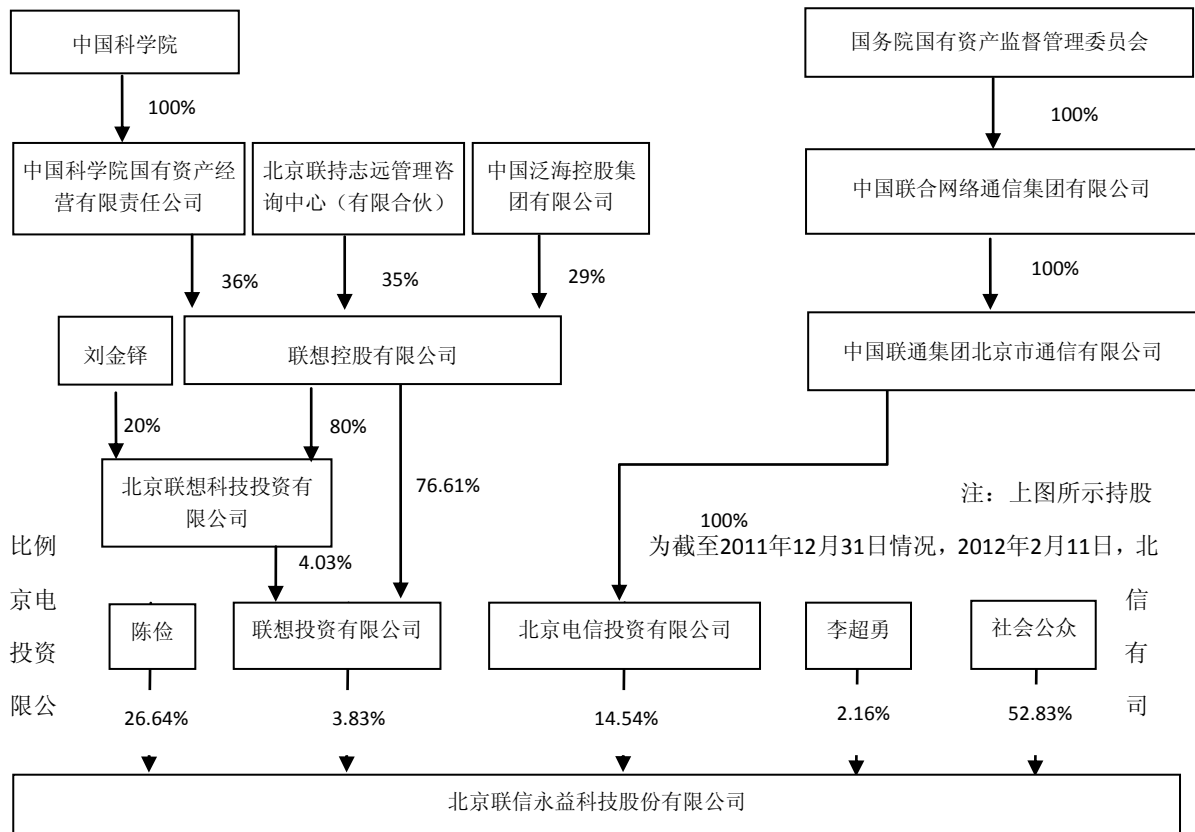 中国科学院
国务院国有资产监督管理委员会
100%
100%
中国科学院国有资产经
营有限责任公司
北京联持志远管理咨
询中心（有限合伙）
中国泛海控股集
团有限公司
中国联合网络通信集团有限公司
36%
35%
29%
100%
刘金铎
联想控股有限公司
中国联通集团北京市通信有限公司
20%
80%
76.61%
北京联想科技投资有
限公司
注：上图所示持股
100%
比例
为截至2011年12月31日情况，2012年2月11日，北
4.03%
京电
信
陈俭
联想投资有限公司
北京电信投资有限公司
李超勇
社会公众
投资
有
限公
司
26.64%
3.83%
14.54%
2.16%
52.83%
北京联信永益科技股份有限公司